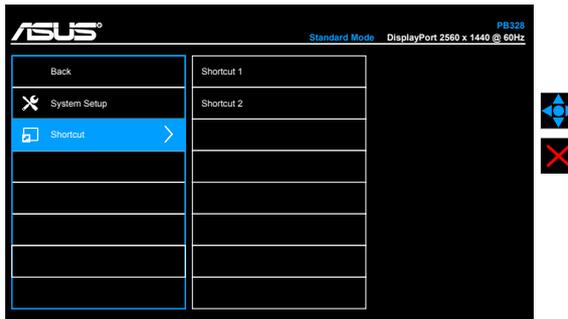 ASUS
PB328
Standard Mode DisplayPort 2560 x 1440 @ 60Hz
Back
System Setup
Shortcut
Shortcut 1
Shortcut 2